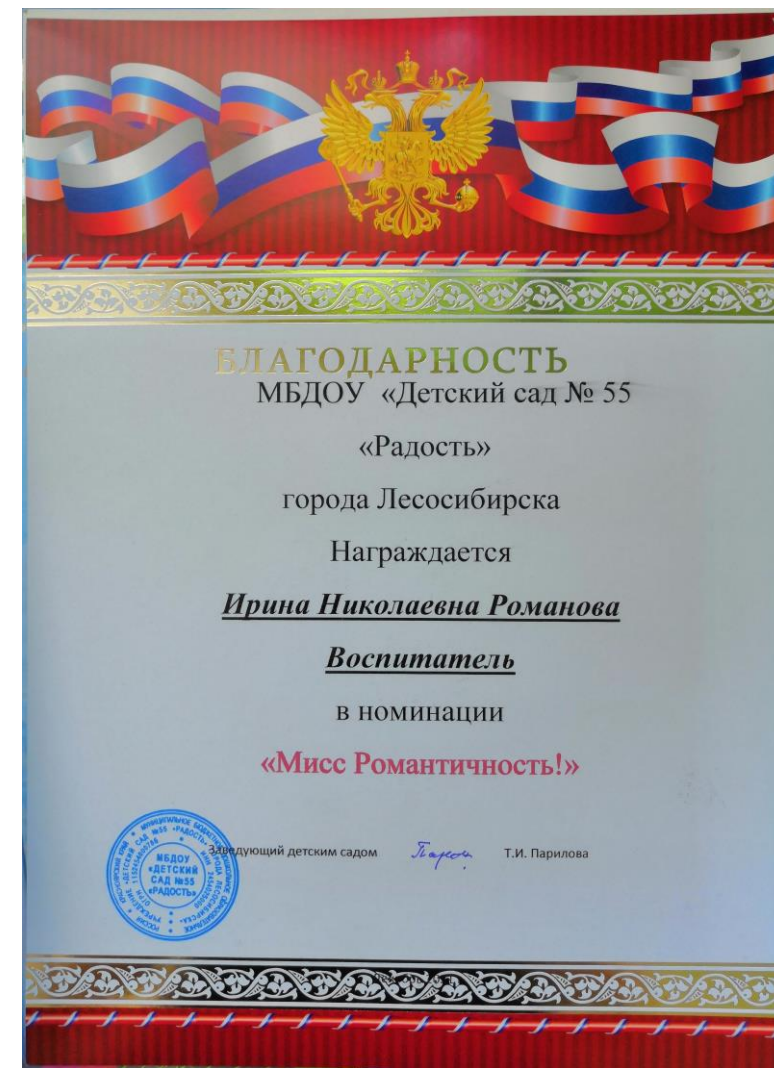 БЛАГОДАРНОСТЬ
МБДОУ «Детский сад № 55
«Радость»
города Лесосибирска
Награждается
Ирина Николаевна Романова
Воспитатель
в номинации
«Мисс Романтичность!»
Заведующий детским садом Т.И. Парилова
МБДОУ
«ДЕТСКИЙ
САД №55
«РАДОСТЬ»